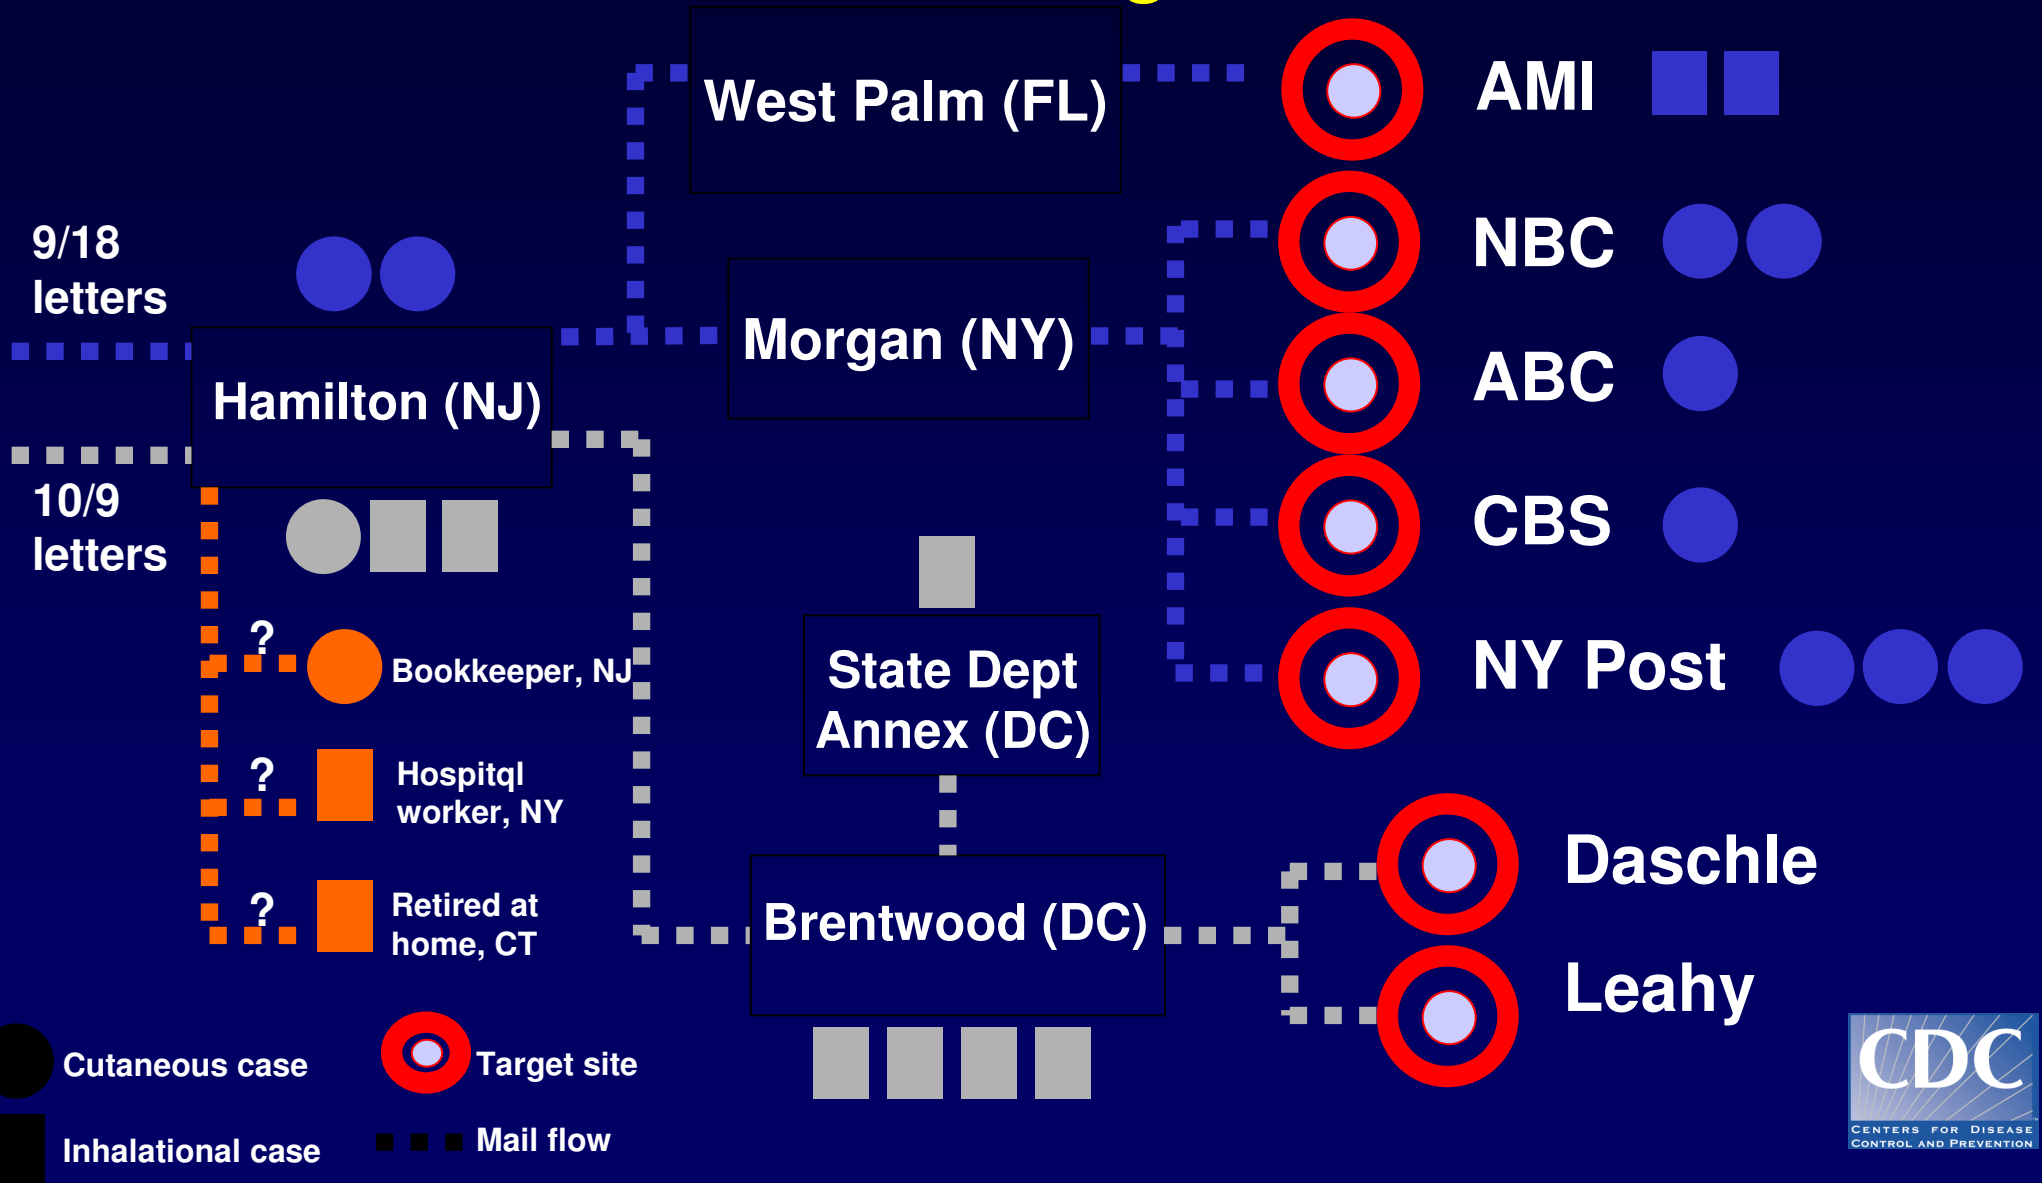 West Palm (FL)
AMI
9/18
letters
NBC
Morgan (NY)
ABC
Hamilton (NJ)
10/9
letters
CBS
?
Bookkeeper, NJ
State Dept
Annex (DC)
NY Post
?
Hospitql
worker, NY
Daschle
?
Retired at
home, CT
Brentwood (DC)
Leahy
Cutaneous case
Target site
Inhalational case
Mail flow
CDC
CENTERS FOR DISEASE
CONTROL AND PREVENTION